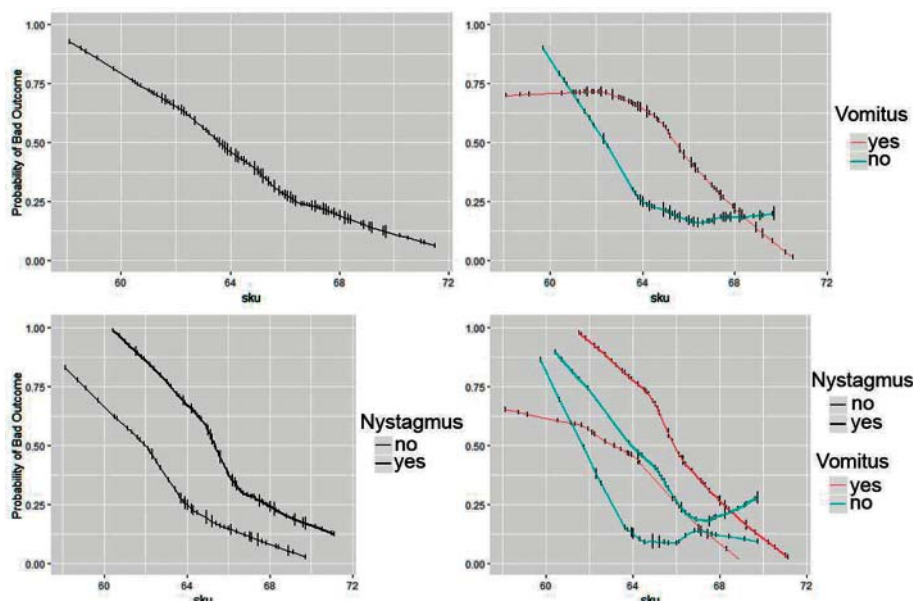 1.00
0.75
0.50
0.25
0.00
Probability of Bad Outcome
60
64
68
72
sku
1.00
0.75
0.50
0.25
0.00
60
64
68
72
sku
Vomitus
yes
no
1.00
0.75
0.50
0.25
0.00
Probability of Bad Outcome
60
64
68
72
sku
Nystagmus
no
yes
1.00
0.75
0.50
0.25
0.00
60
64
68
72
sku
Nystagmus
no
yes
Vomitus
yes
no